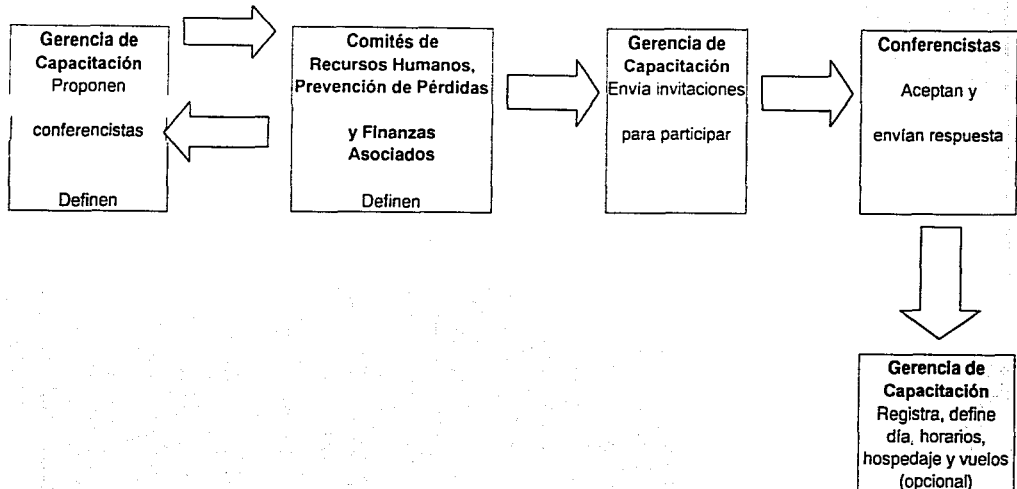 Gerencia de
Capacitación
Proponen
conferencistas
Definen
Comités de
Recursos Humanos,
Prevención de Pérdidas
y Finanzas
Asociados
Definen
Gerencia de
Capacitación
Envía invitaciones
para participar
Conferencistas
Aceptan y
envían respuesta
Gerencia de
Capacitación
Registra, define
día, horarios,
hospedaje y vuelos
(opcional)